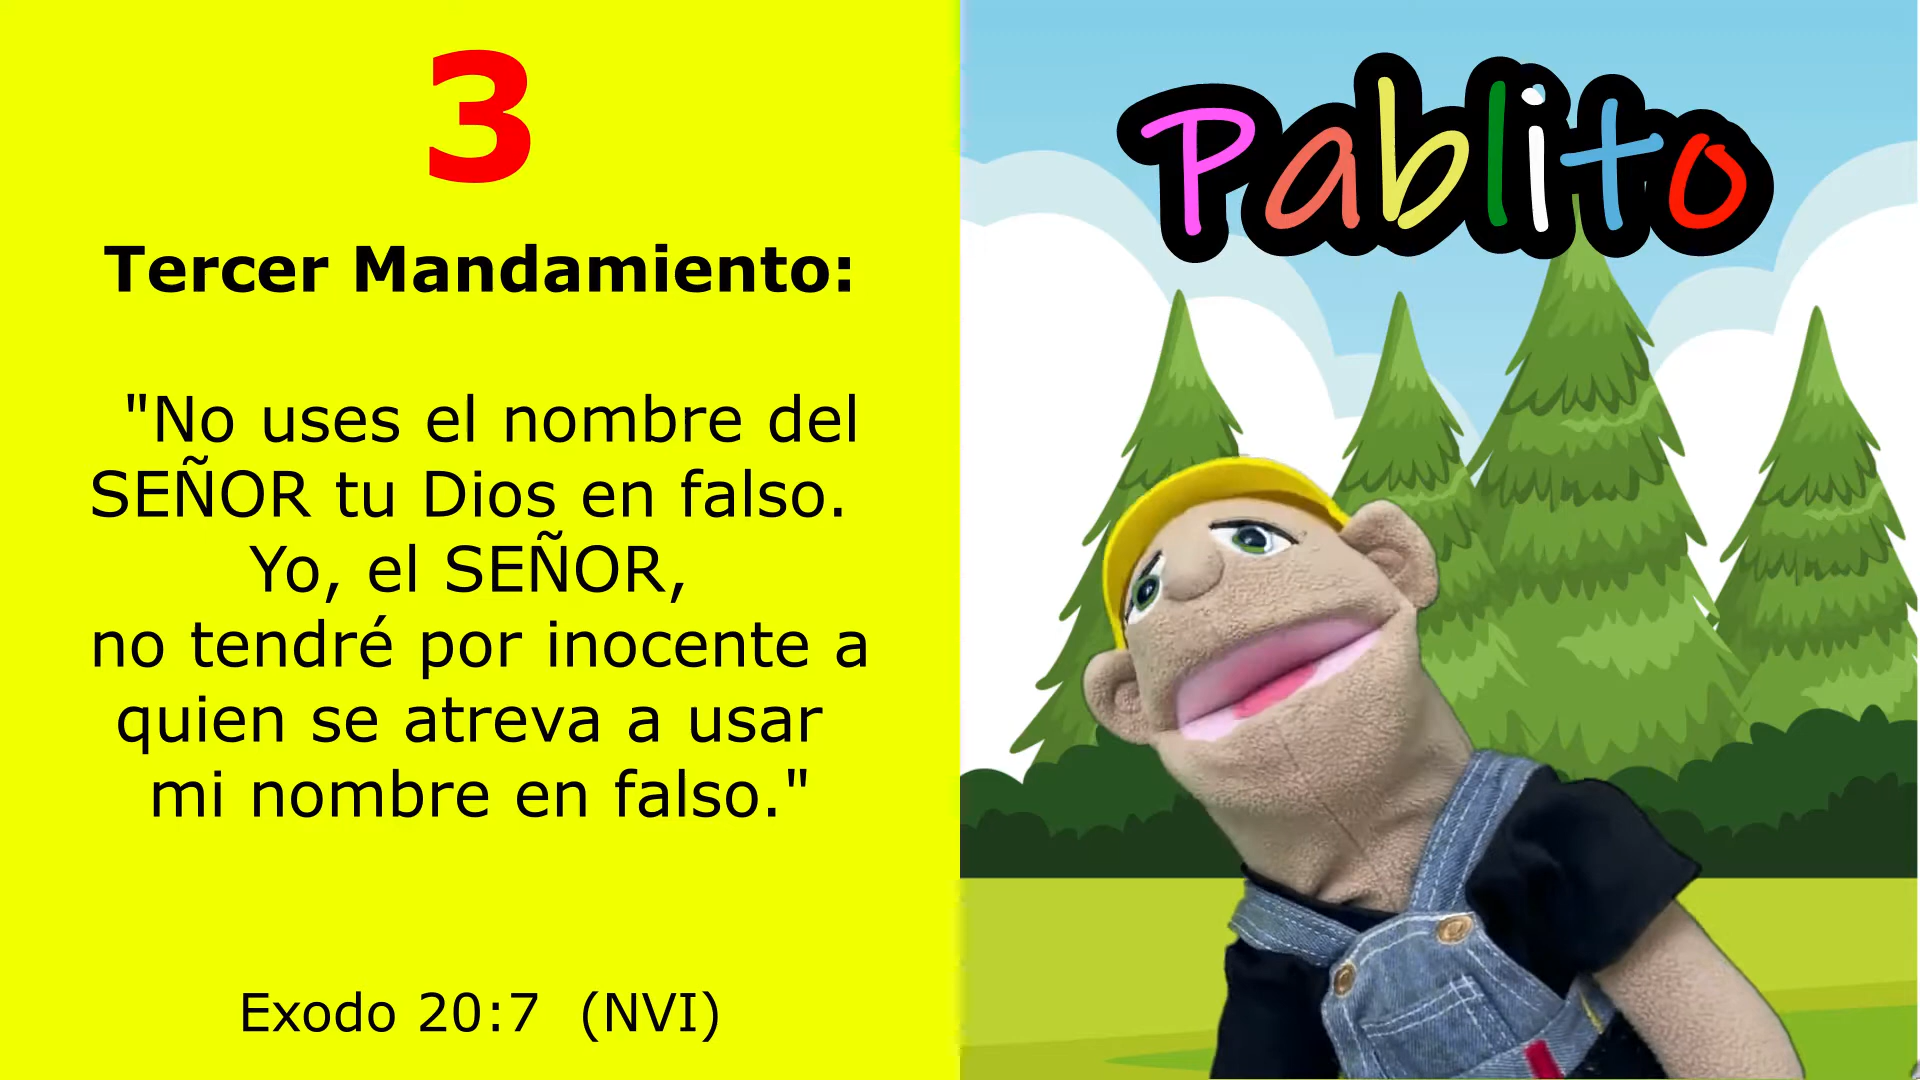 3
Tercer Mandamiento:
"No uses el nombre del
SEÑOR tu Dios en falso.
Yo, el SEÑOR,
no tendré por inocente a
quien se atreva a usar
mi nombre en falso."
Exodo 20:7 (NVI)
Pablito